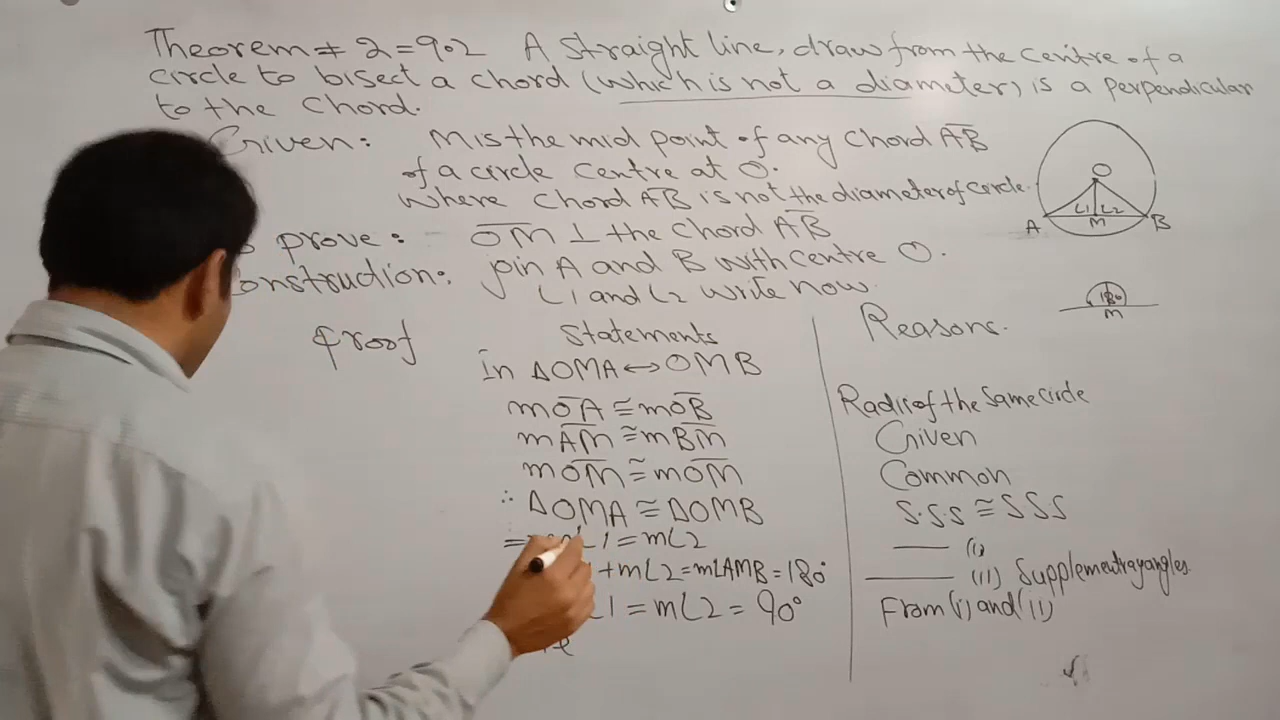 Theorem # 2=9.2 A straight line, draw from the centre of a
circle to bisect a chord (which is not a diameter) is a perpendicular
to the chord.
Given: M is the mid point of any chord AB
of a circle centre at O.
where chord AB is not the diameter of circle.
prove: OM ⊥ the chord AB
Construction: join A and B with centre O.
∠1 and ∠2 write now.
O
∠1 ∠2
A M B
180
M
Proof Statements Reasons.
In ΔOMA ↔ OMB
mOA ≅ mOB Radii of the same circle
mAM ≅ mBM Given
mOM ≅ mOM Common
∴ ΔOMA ≅ ΔOMB S.S.S ≅ SSS
∠1 = m∠2 (i)
+ m∠2 = m∠AMB = 180° (ii) Supplementray angles
∠1 = m∠2 = 90° From (i) and (ii)